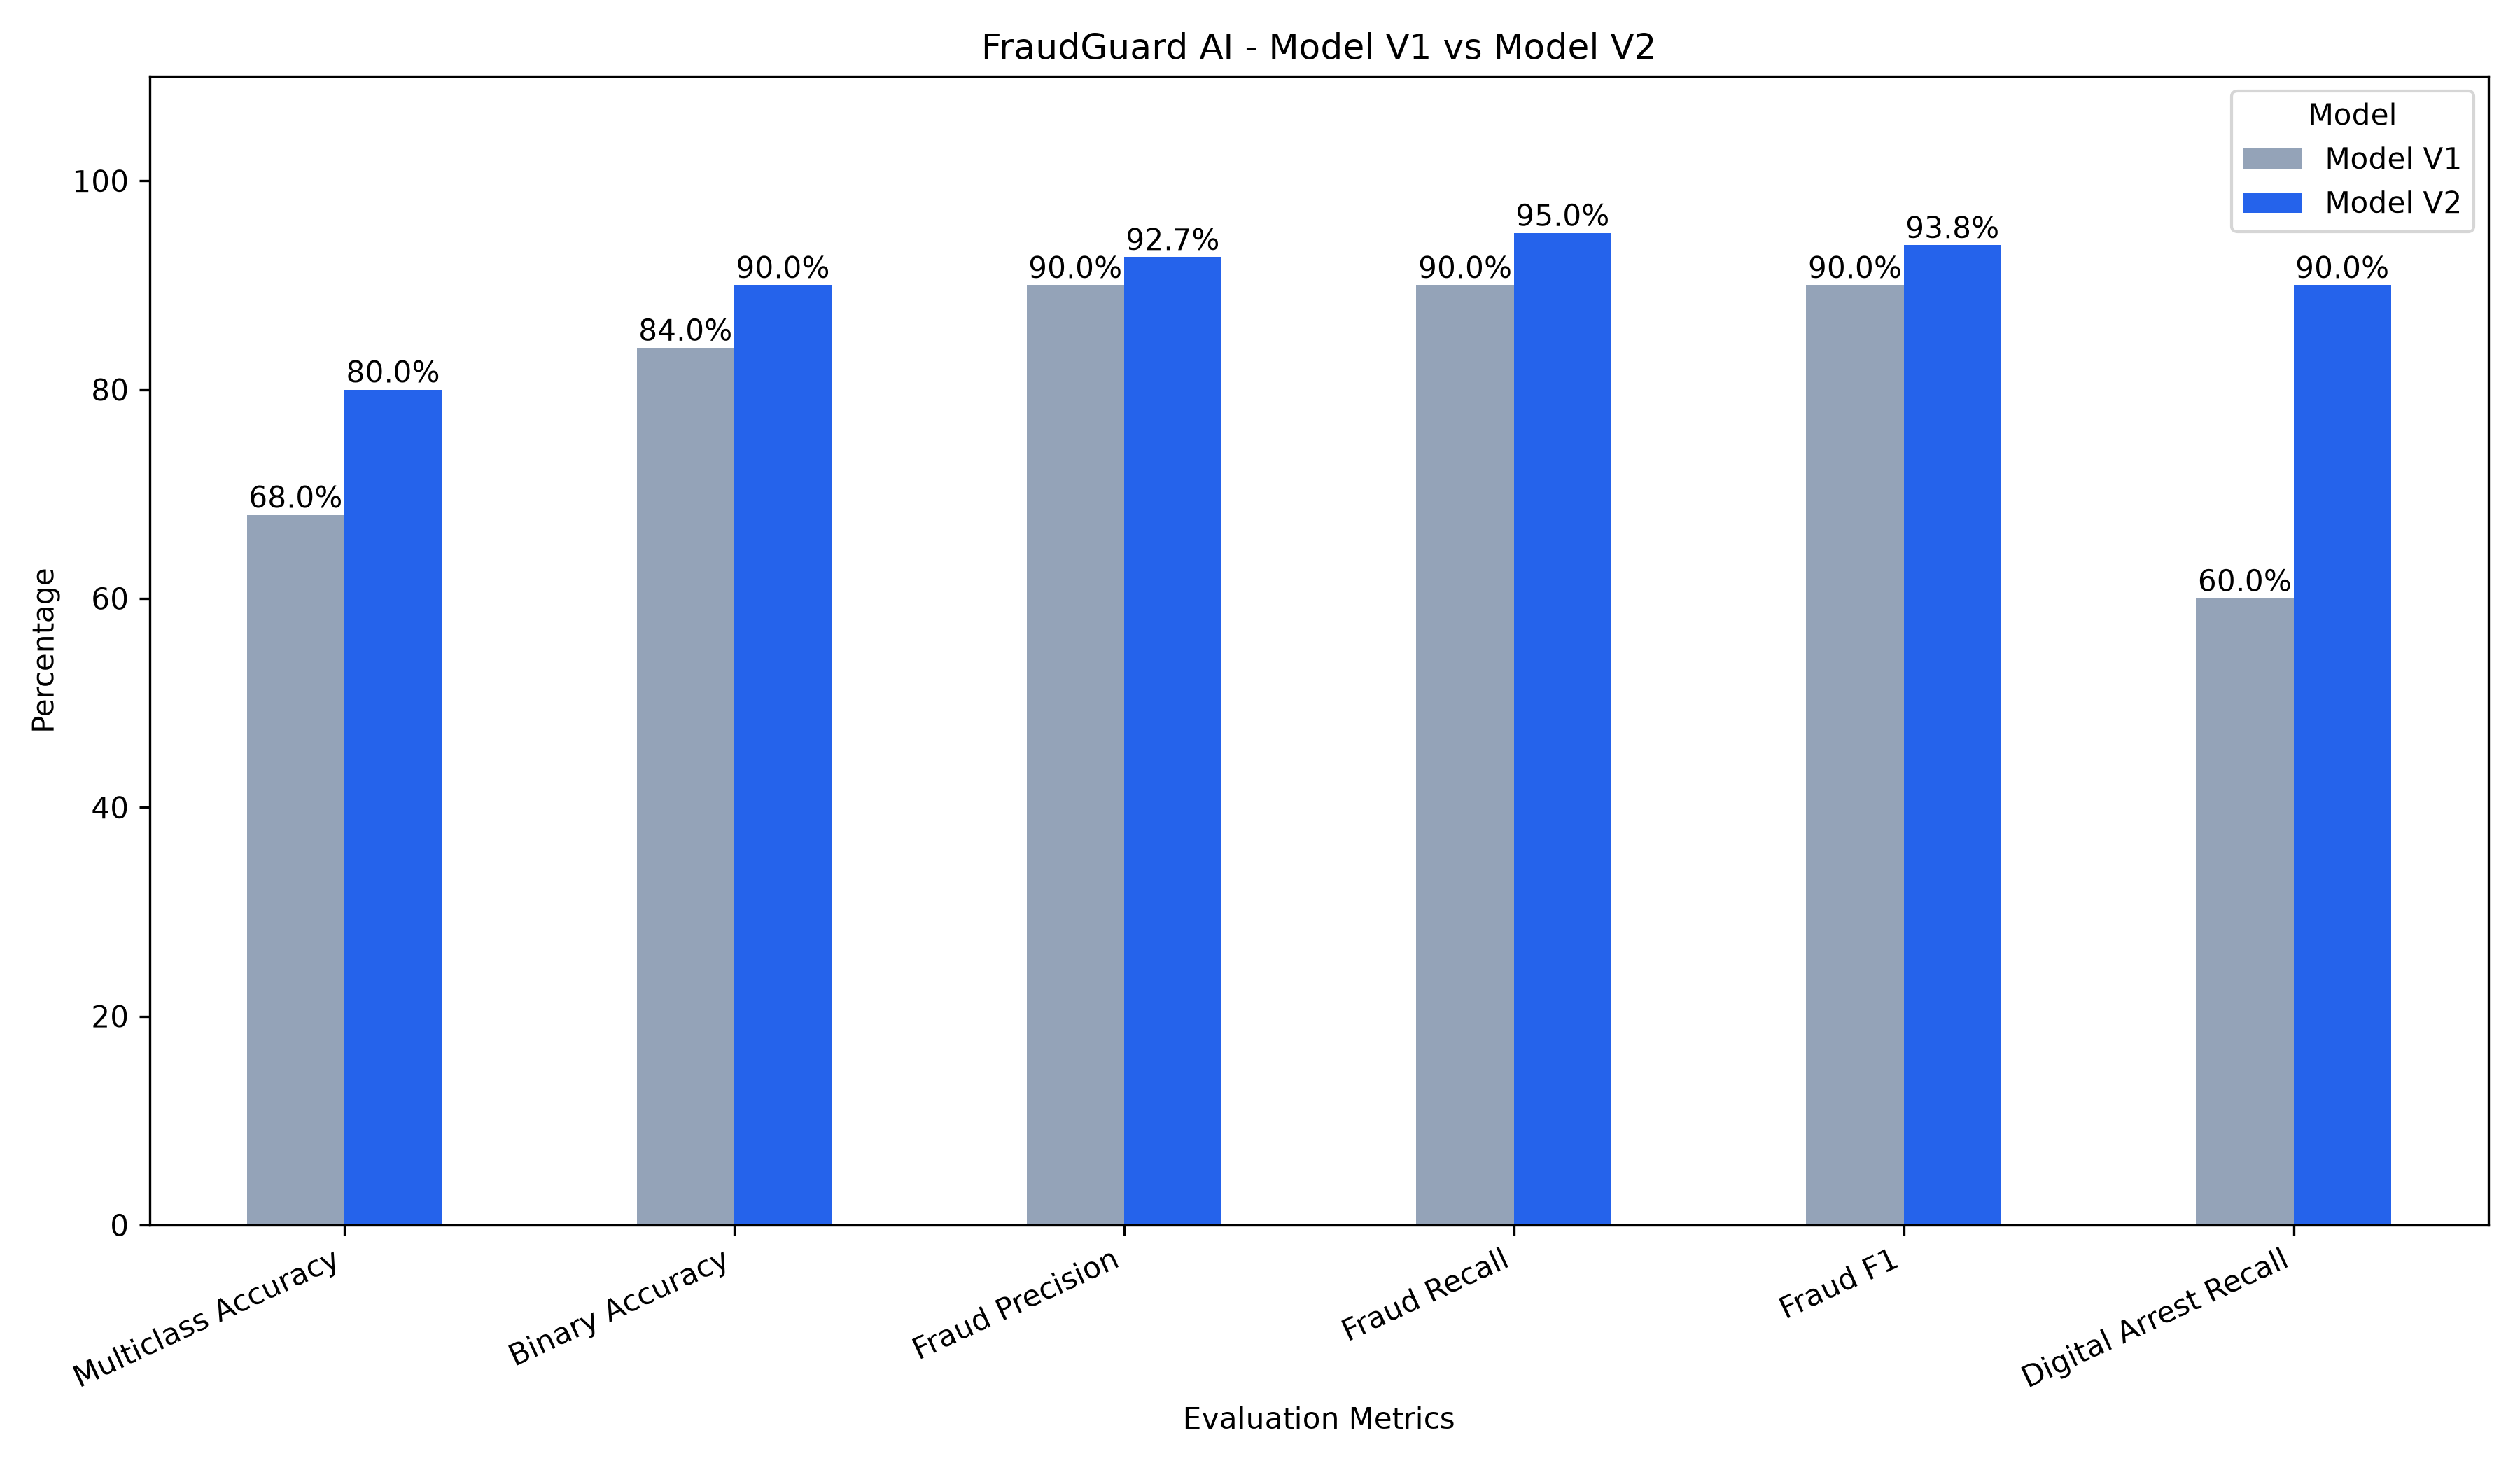 FraudGuard AI - Model V1 vs Model V2
Model
Model V1
Model V2
Percentage
100
80
60
40
20
0
68.0%
80.0%
84.0%
90.0%
90.0%
92.7%
90.0%
95.0%
90.0%
93.8%
60.0%
90.0%
Multiclass Accuracy
Binary Accuracy
Fraud Precision
Fraud Recall
Fraud F1
Digital Arrest Recall
Evaluation Metrics